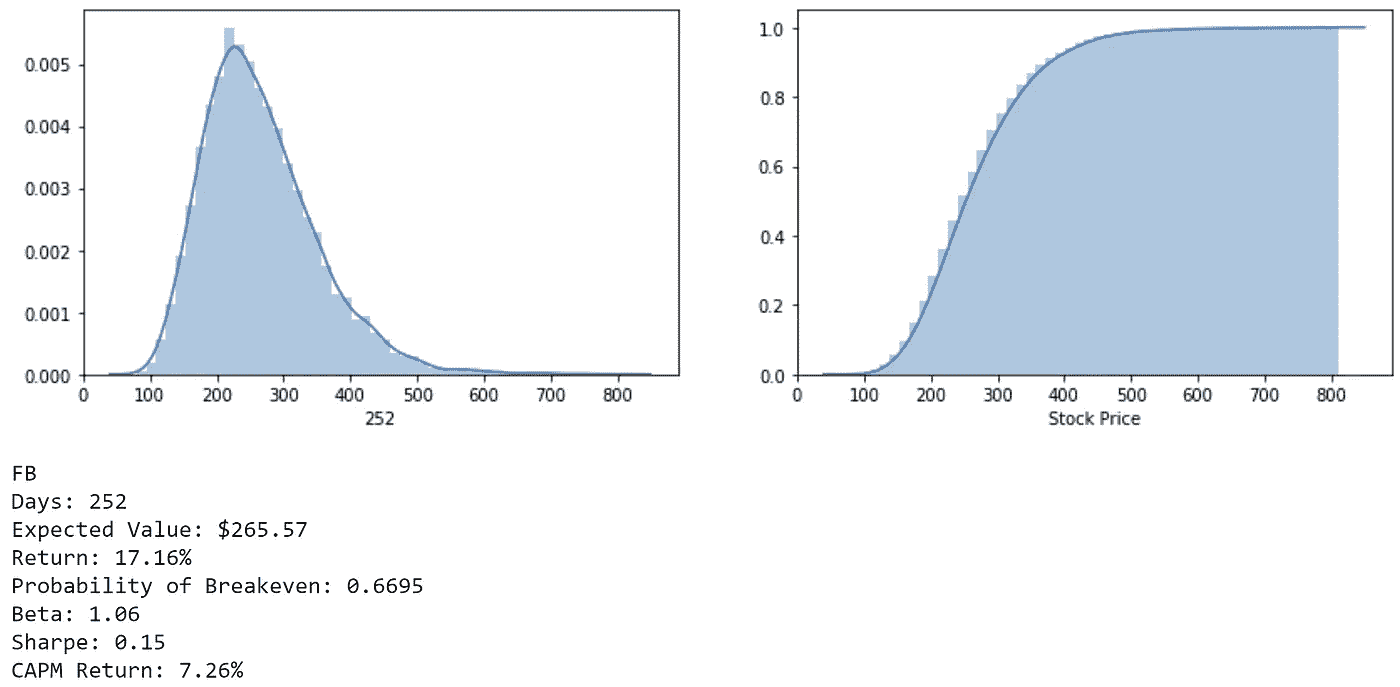 0.005
0.004
0.003
0.002
0.001
0.000
0 100 200 300 400 500 600 700 800
252
1.0
0.8
0.6
0.4
0.2
0.0
0 100 200 300 400 500 600 700 800
Stock Price
FB
Days: 252
Expected Value: $265.57
Return: 17.16%
Probability of Breakeven: 0.6695
Beta: 1.06
Sharpe: 0.15
CAPM Return: 7.26%